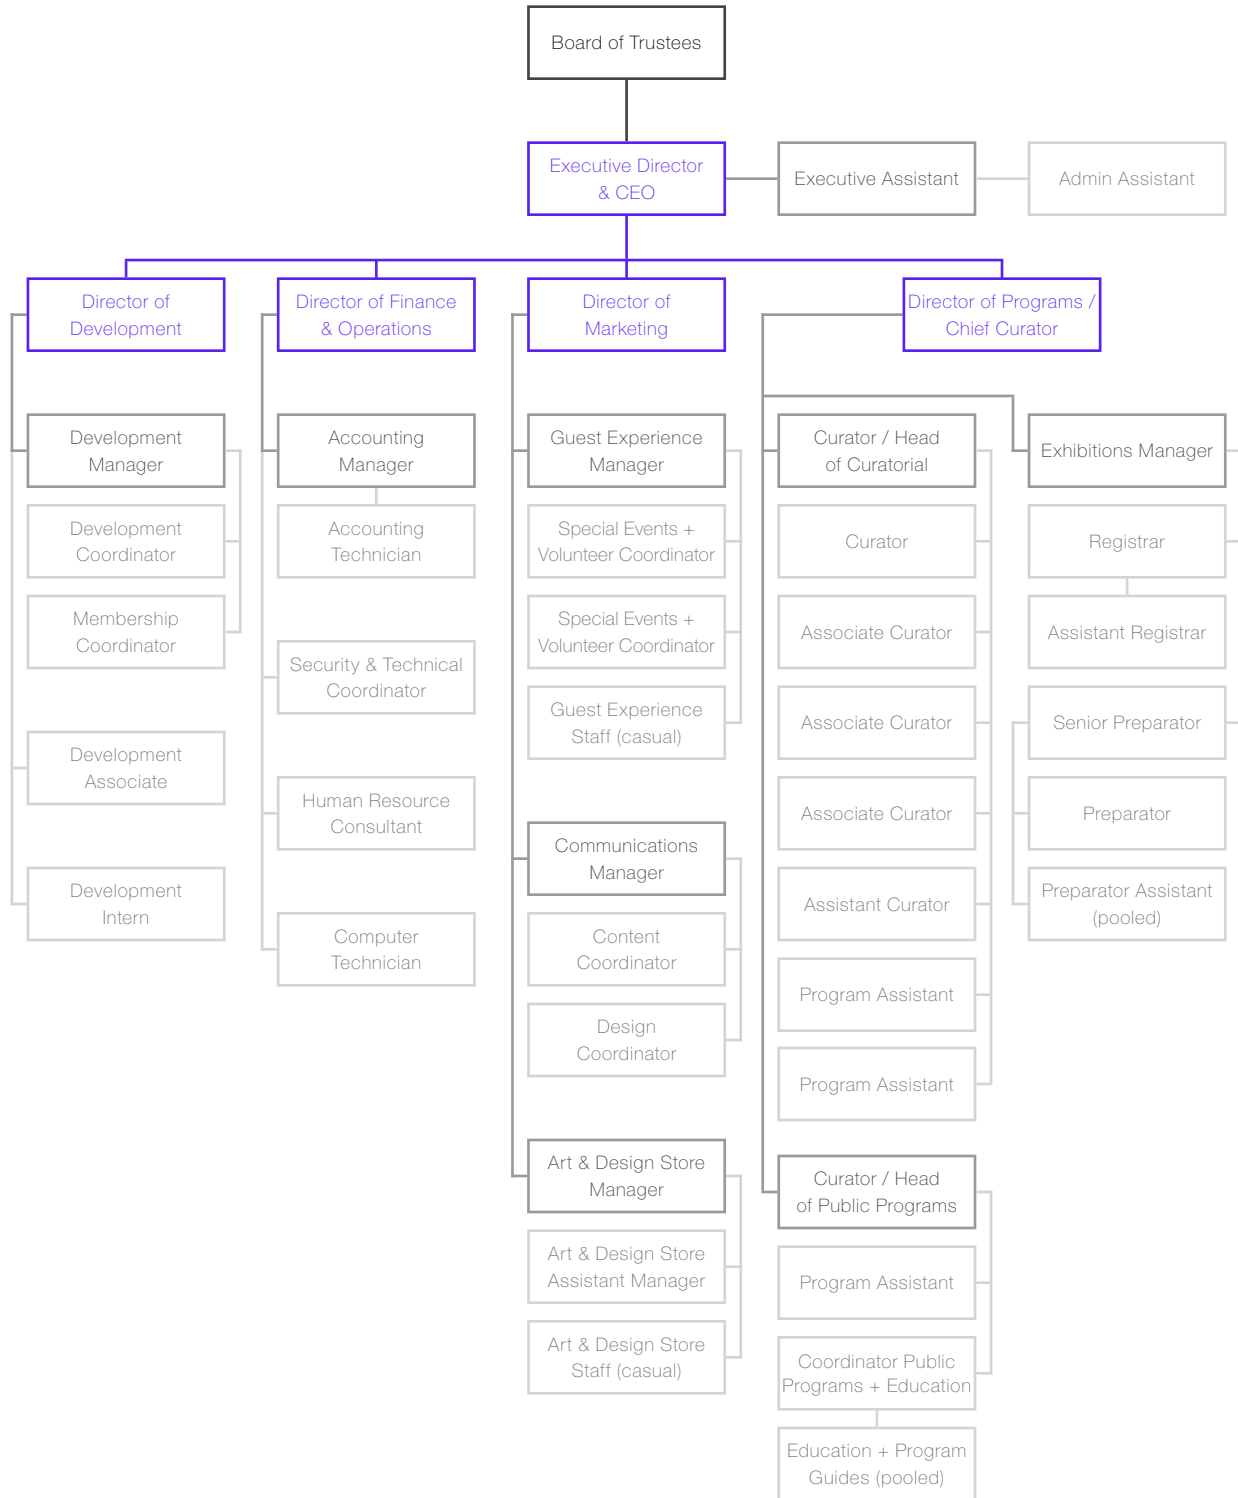 Board of Trustees
Executive Director
& CEO
Executive Assistant
Admin Assistant
Director of
Development
Director of Finance
& Operations
Director of
Marketing
Director of Programs /
Chief Curator
Development
Manager
Development
Coordinator
Membership
Coordinator
Development
Associate
Development
Intern
Accounting
Manager
Accounting
Technician
Security & Technical
Coordinator
Human Resource
Consultant
Computer
Technician
Guest Experience
Manager
Special Events +
Volunteer Coordinator
Special Events +
Volunteer Coordinator
Guest Experience
Staff (casual)
Communications
Manager
Content
Coordinator
Design
Coordinator
Art & Design Store
Manager
Art & Design Store
Assistant Manager
Art & Design Store
Staff (casual)
Curator / Head
of Curatorial
Curator
Associate Curator
Associate Curator
Associate Curator
Assistant Curator
Program Assistant
Program Assistant
Curator / Head
of Public Programs
Program Assistant
Coordinator Public
Programs + Education
Education + Program
Guides (pooled)
Exhibitions Manager
Registrar
Assistant Registrar
Senior Preparator
Preparator
Preparator Assistant
(pooled)